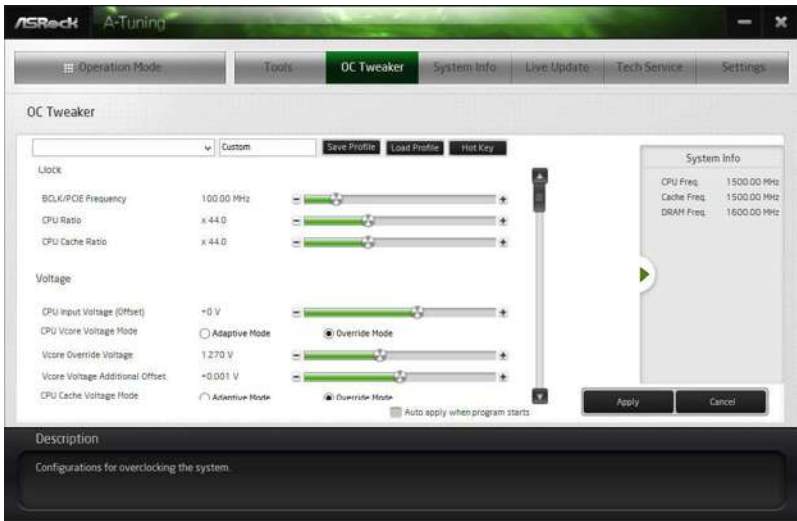 ASRock A-Tuning
Operation Mode Tools OC Tweaker System Info Live Update Tech Service Settings
OC Tweaker
Custom Save Profile Load Profile Hot Key
Clock
BCLK/PCIE Frequency 100.00 MHz
CPU Ratio x 44.0
CPU Cache Ratio x 44.0
Voltage
CPU Input Voltage (Offset) +0 V
CPU Vcore Voltage Mode Adaptive Mode Override Mode
Vcore Override Voltage 1.270 V
Vcore Voltage Additional Offset +0.001 V
CPU Cache Voltage Mode Adaptive Mode Override Mode
Auto apply when program starts
System Info
CPU Freq. 1500.00 MHz
Cache Freq. 1500.00 MHz
DRAM Freq. 1600.00 MHz
Apply Cancel
Description
Configurations for overclocking the system.